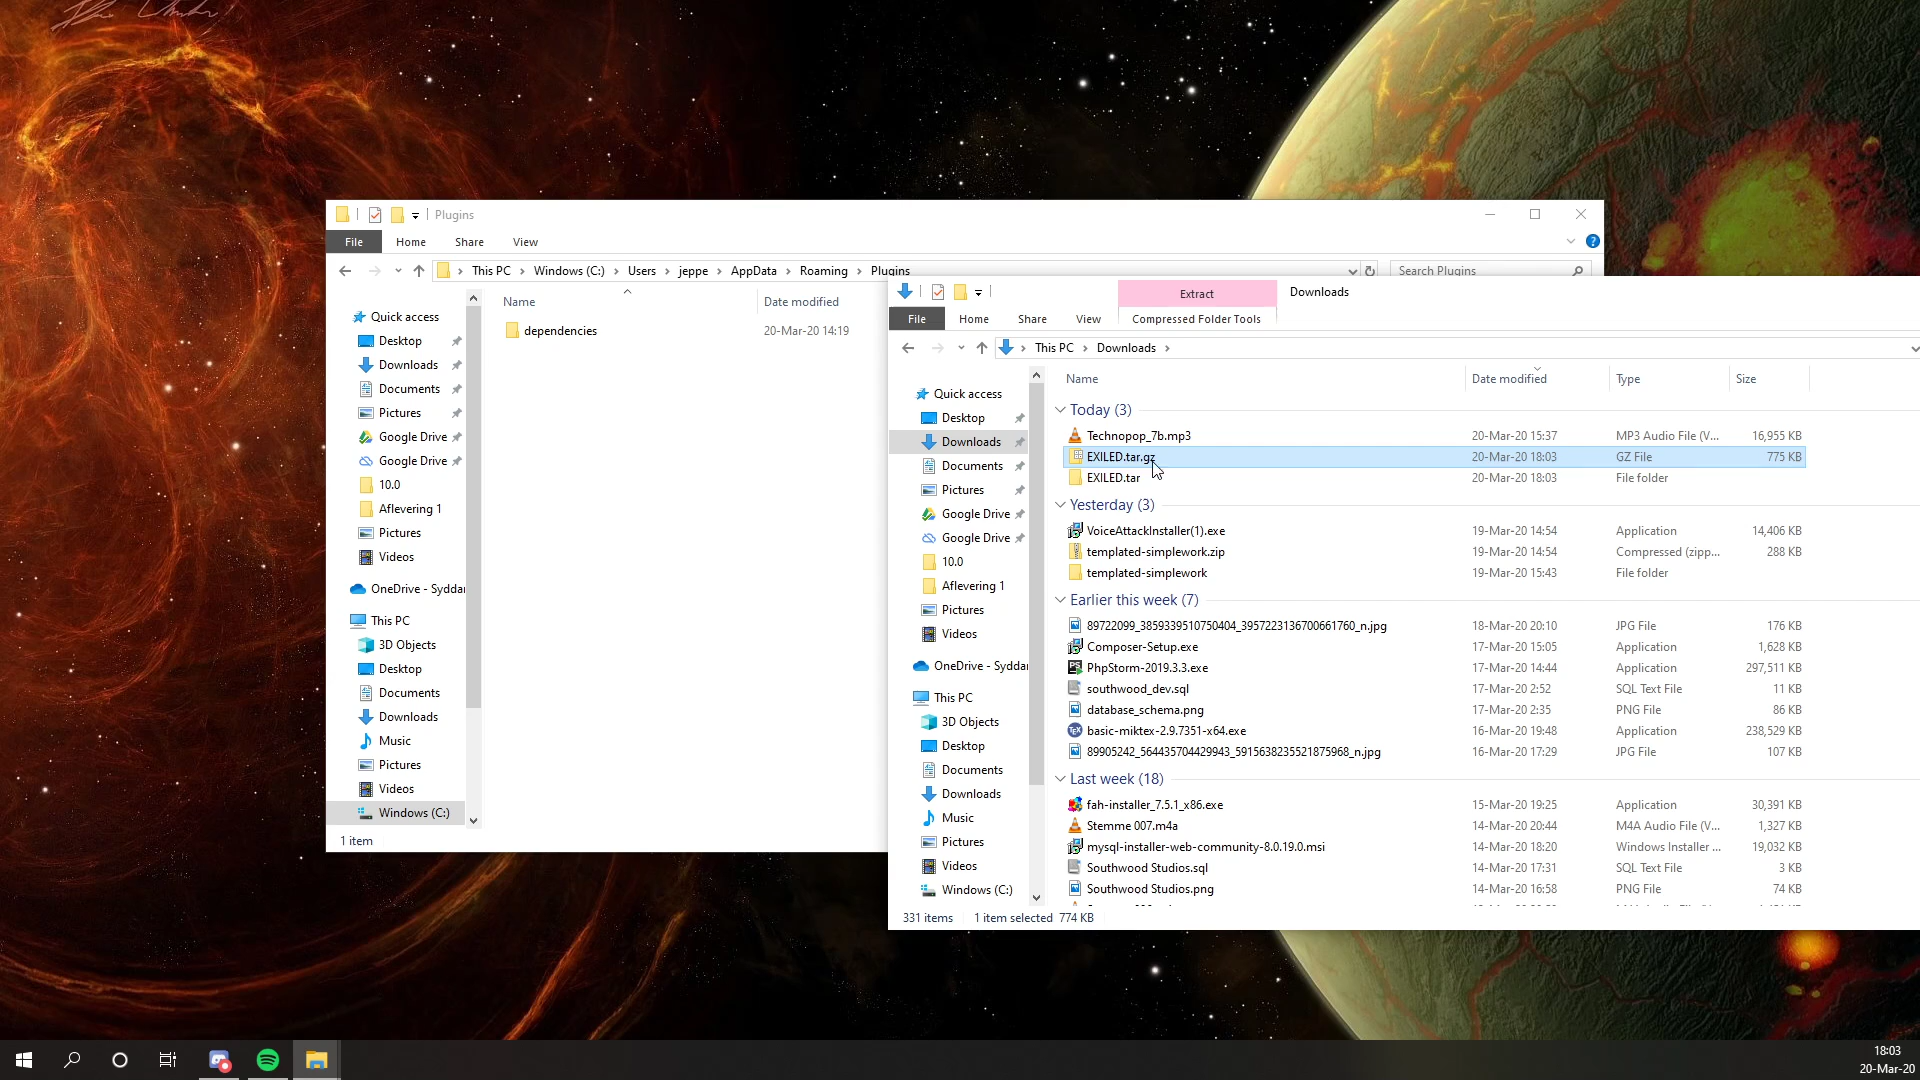 Plugins
File Home Share View
This PC Windows (C:) Users jeppe AppData Roaming Plugins
Search Plugins
Name Date modified
dependencies 20-Mar-20 14:19
Quick access
Desktop
Downloads
Documents
Pictures
Google Drive
Google Drive
10.0
Aflevering 1
Pictures
Videos
OneDrive - Syddar
This PC
3D Objects
Desktop
Documents
Downloads
Music
Pictures
Videos
Windows (C:)
1 item
Extract Downloads
File Home Share View Compressed Folder Tools
This PC Downloads
Name Date modified Type Size
Quick access
Desktop
Downloads
Documents
Pictures
Google Drive
Google Drive
10.0
Aflevering 1
Pictures
Videos
OneDrive - Syddar
This PC
3D Objects
Desktop
Documents
Downloads
Music
Pictures
Videos
Windows (C:)
Today (3)
Technopop_7b.mp3 20-Mar-20 15:37 MP3 Audio File (V... 16,955 KB
EXILED.tar.gz 20-Mar-20 18:03 GZ File 775 KB
EXILED.tar 20-Mar-20 18:03 File folder
Yesterday (3)
VoiceAttackInstaller(1).exe 19-Mar-20 14:54 Application 14,406 KB
templated-simplework.zip 19-Mar-20 14:54 Compressed (zipp... 288 KB
templated-simplework 19-Mar-20 15:43 File folder
Earlier this week (7)
89722099_3859339510750404_3957223136700661760_n.jpg 18-Mar-20 20:10 JPG File 176 KB
Composer-Setup.exe 17-Mar-20 15:05 Application 1,628 KB
PhpStorm-2019.3.3.exe 17-Mar-20 14:44 Application 297,511 KB
southwood_dev.sql 17-Mar-20 2:52 SQL Text File 11 KB
database_schema.png 17-Mar-20 2:35 PNG File 86 KB
basic-miktex-2.9.7351-x64.exe 16-Mar-20 19:48 Application 238,529 KB
89905242_564435704429943_5915638235521875968_n.jpg 16-Mar-20 17:29 JPG File 107 KB
Last week (18)
fah-installer_7.5.1_x86.exe 15-Mar-20 19:25 Application 30,391 KB
Stemme 007.m4a 14-Mar-20 20:44 M4A Audio File (V... 1,327 KB
mysql-installer-web-community-8.0.19.0.msi 14-Mar-20 18:20 Windows Installer ... 19,032 KB
Southwood Studios.sql 14-Mar-20 17:31 SQL Text File 3 KB
Southwood Studios.png 14-Mar-20 16:58 PNG File 74 KB
331 items 1 item selected 774 KB
18:03
20-Mar-20